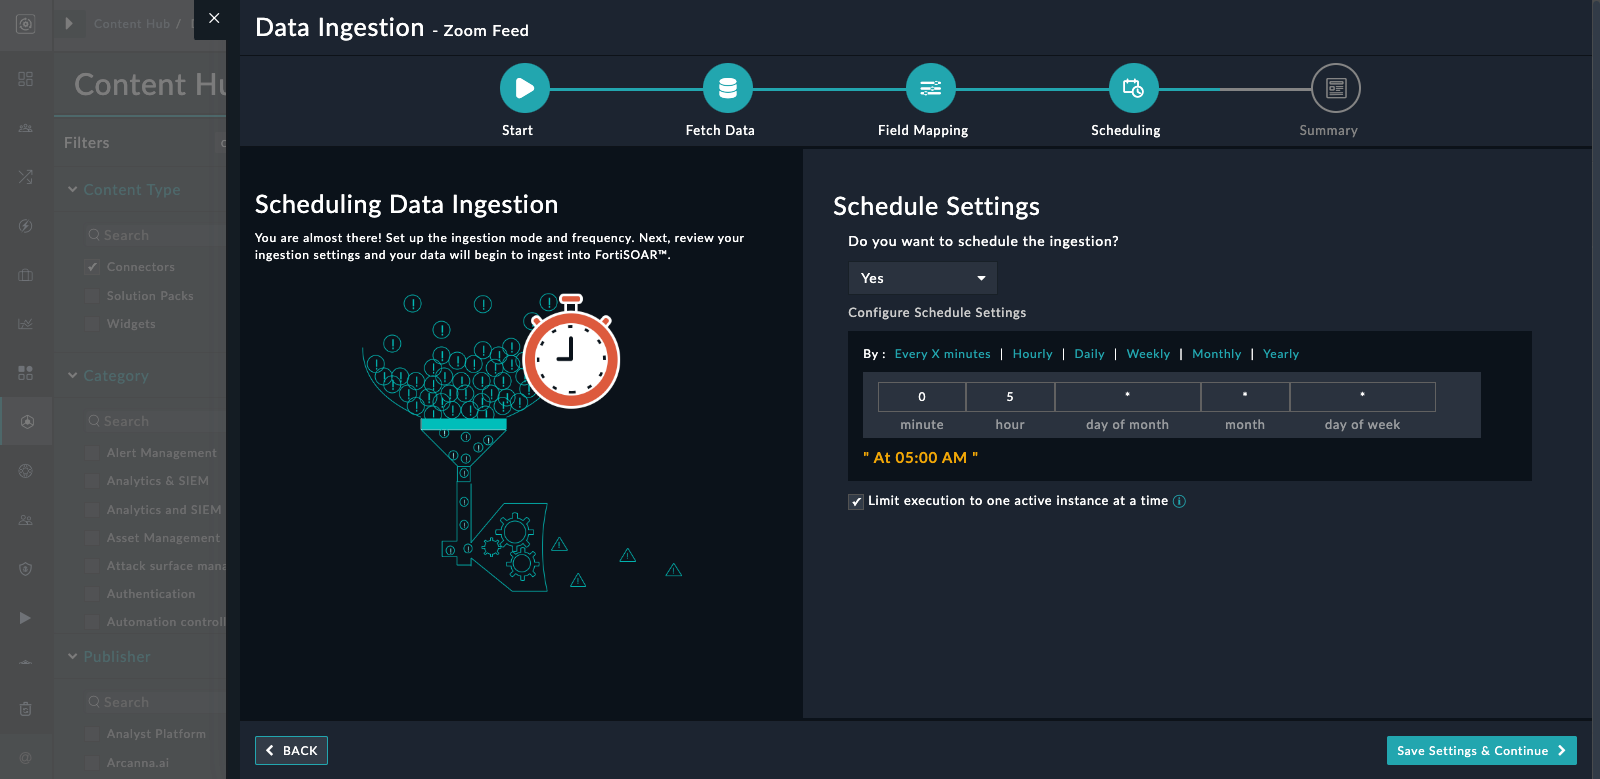 Content Hub /
Data Ingestion - Zoom Feed
Content Hu
Start
Fetch Data
Field Mapping
Scheduling
Summary
Filters
Content Type
Search
Connectors
Solution Packs
Widgets
Category
Search
Alert Management
Analytics & SIEM
Analytics and SIEM
Asset Management
Attack surface mana
Authentication
Automation controll
Publisher
Search
Analyst Platform
Arcanna.ai
Scheduling Data Ingestion
You are almost there! Set up the ingestion mode and frequency. Next, review your
ingestion settings and your data will begin to ingest into FortiSOAR™.
Schedule Settings
Do you want to schedule the ingestion?
Yes
Configure Schedule Settings
By : Every X minutes | Hourly | Daily | Weekly | Monthly | Yearly
0 5 * * *
minute hour day of month month day of week
" At 05:00 AM "
Limit execution to one active instance at a time
BACK
Save Settings & Continue